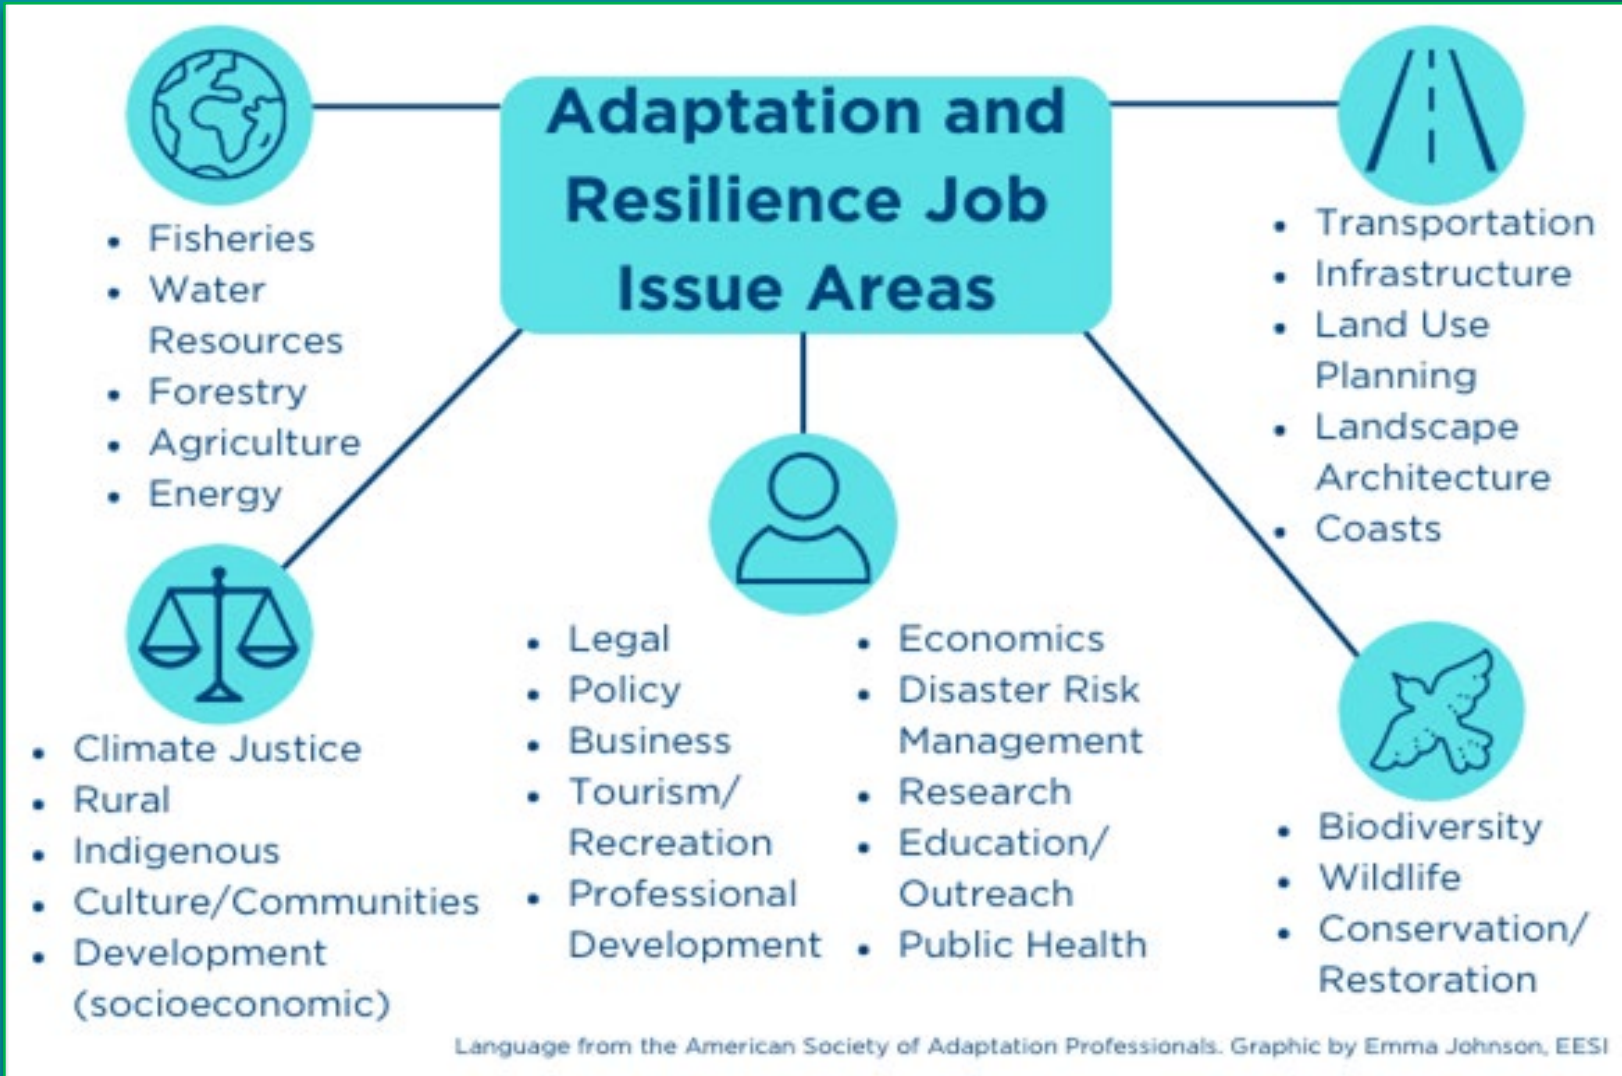 Adaptation and
Resilience Job
Issue Areas
• Fisheries
• Water
Resources
• Forestry
• Agriculture
• Energy
• Transportation
• Infrastructure
• Land Use
Planning
• Landscape
Architecture
• Coasts
• Climate Justice
• Rural
• Indigenous
• Culture/Communities
• Development
(socioeconomic)
• Legal
• Policy
• Business
• Tourism/
Recreation
• Professional
Development
• Economics
• Disaster Risk
Management
• Research
• Education/
Outreach
• Public Health
• Biodiversity
• Wildlife
• Conservation/
Restoration
Language from the American Society of Adaptation Professionals. Graphic by Emma Johnson, EESI